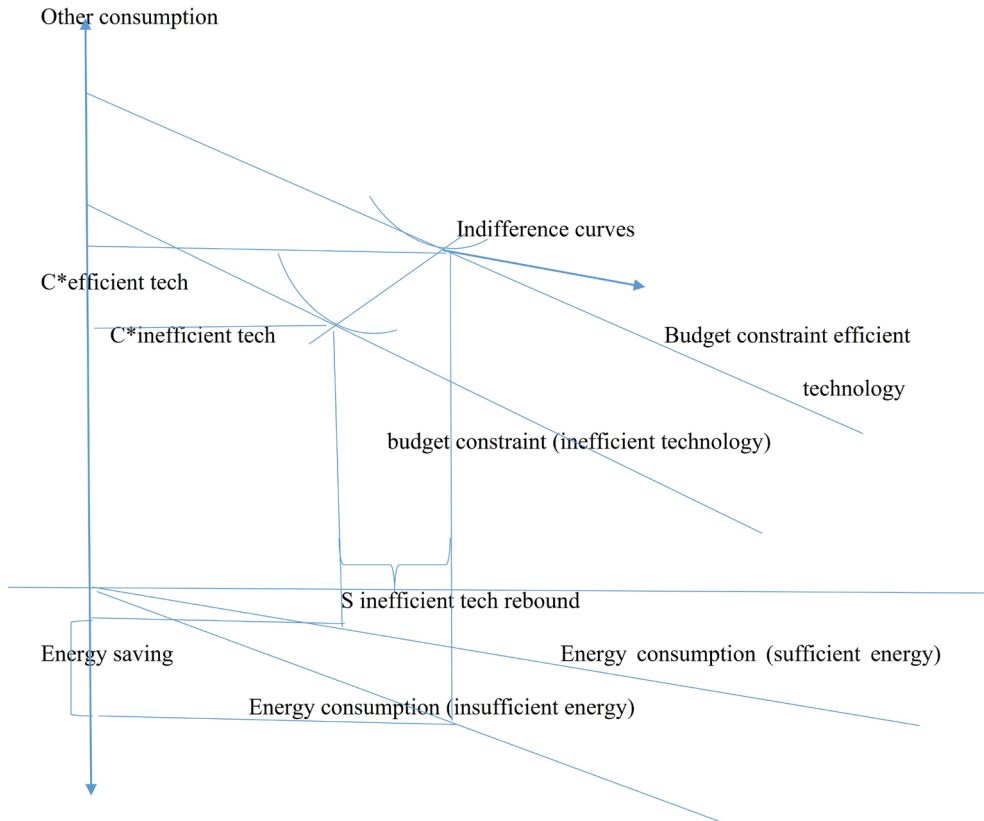 Other consumption
Indifference curves
C*efficient tech
C*inefficient tech
Budget constraint efficient
technology
budget constraint (inefficient technology)
S inefficient tech rebound
Energy saving
Energy consumption (sufficient energy)
Energy consumption (insufficient energy)